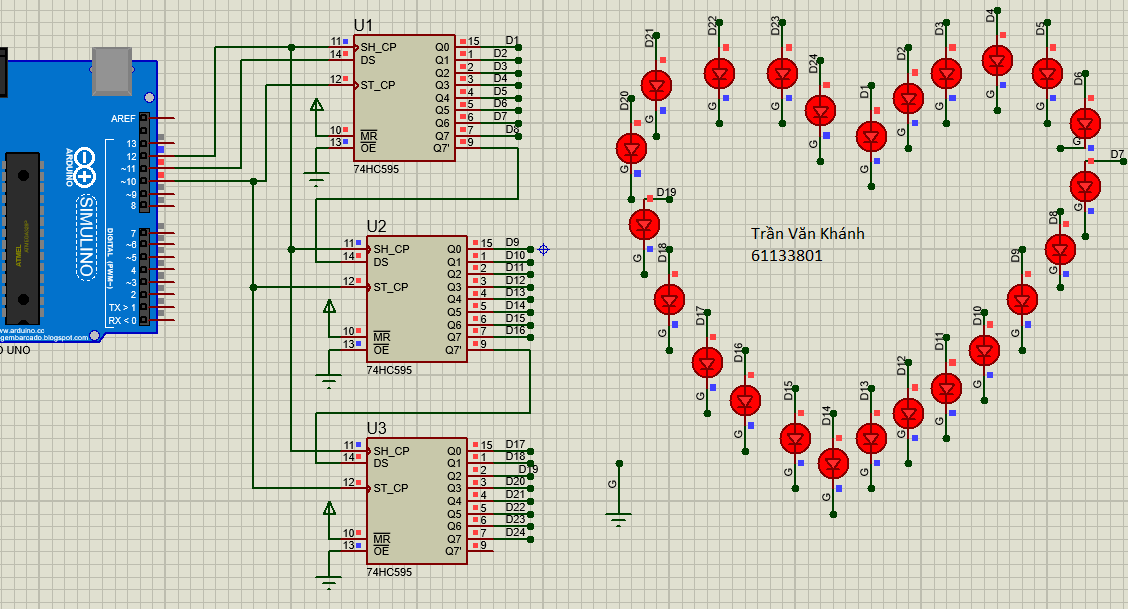 U1
11
SH_CP
14
DS
12
ST_CP
10
MR
13
OE
Q0
15
D1
Q1
1
D2
Q2
2
D3
Q3
3
D4
Q4
4
D5
Q5
5
D6
Q6
6
D7
Q7
7
D8
Q7'
9
74HC595
U2
11
SH_CP
14
DS
12
ST_CP
10
MR
13
OE
Q0
15
D9
Q1
1
D10
Q2
2
D11
Q3
3
D12
Q4
4
D13
Q5
5
D14
Q6
6
D15
Q7
7
D16
Q7'
9
74HC595
U3
11
SH_CP
14
DS
12
ST_CP
10
MR
13
OE
Q0
15
D17
Q1
1
D18
Q2
2
D19
Q3
3
D20
Q4
4
D21
Q5
5
D22
Q6
6
D23
Q7
7
D24
Q7'
9
74HC595
AREF
13
12
~11
~10
~9
8
7
~6
~5
4
~3
2
TX > 1
RX < 0
DIGITAL (PWM~)
ARDUINO
SIMULINO
ATMEL
www.arduino.cc
blogembarcado.blogspot.com
O UNO
D21
G
D22
G
D23
G
D24
G
D1
G
D2
G
D3
G
D4
G
D5
G
D6
G
D7
G
D8
G
D9
G
D10
G
D11
G
D12
G
D13
G
D14
G
D15
G
D16
G
D17
G
D18
G
D19
G
D20
G
G
Trần Văn Khánh
61133801